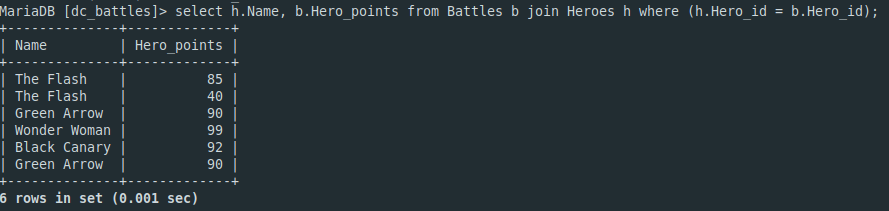 MariaDB [dc_battles]> select h.Name, b.Hero_points from Battles b join Heroes h where (h.Hero_id = b.Hero_id);
+--------------+-------------+
| Name         | Hero_points |
+--------------+-------------+
| The Flash    |          85 |
| The Flash    |          40 |
| Green Arrow  |          90 |
| Wonder Woman |          99 |
| Black Canary |          92 |
| Green Arrow  |          90 |
+--------------+-------------+
6 rows in set (0.001 sec)